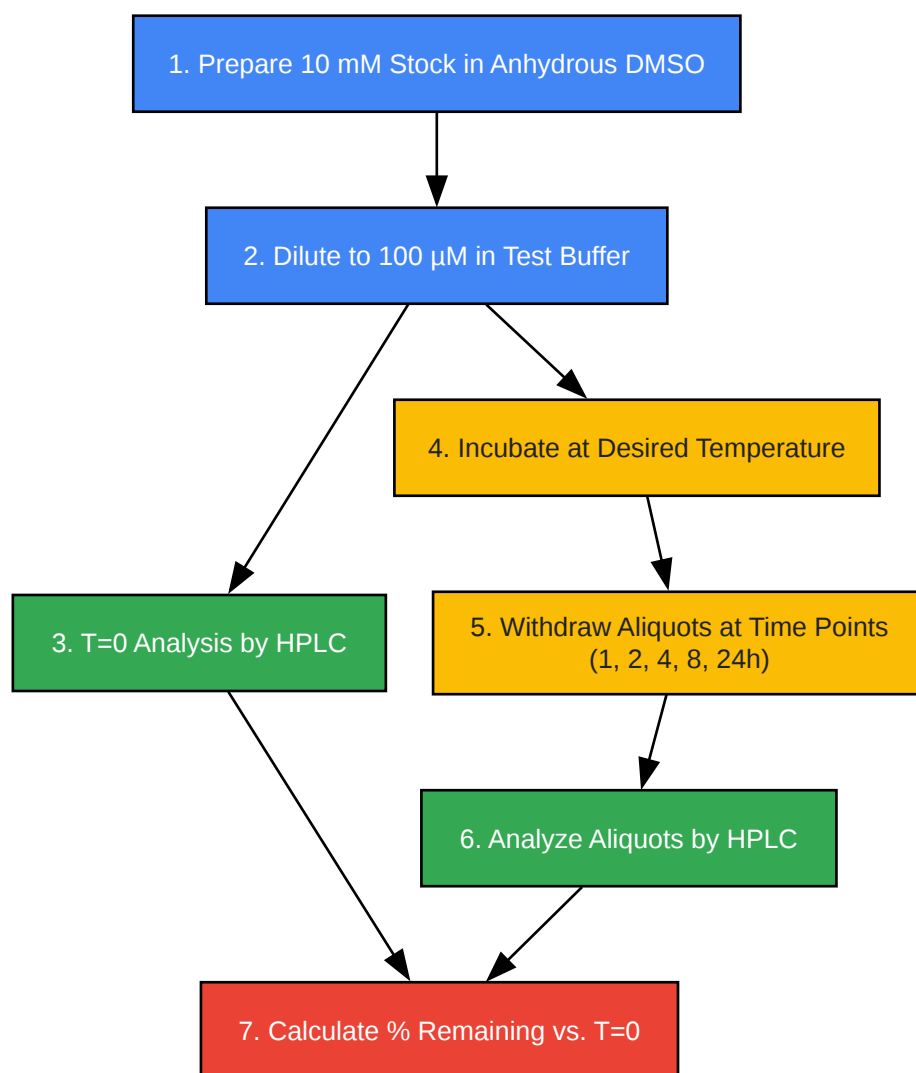 1. Prepare 10 mM Stock in Anhydrous DMSO
2. Dilute to 100 µM in Test Buffer
4. Incubate at Desired Temperature
3. T=0 Analysis by HPLC
5. Withdraw Aliquots at Time Points
(1, 2, 4, 8, 24h)
6. Analyze Aliquots by HPLC
7. Calculate % Remaining vs. T=0